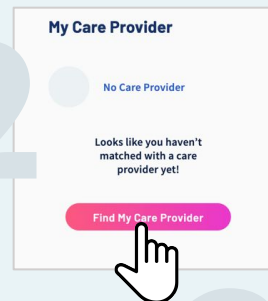 My Care Provider
No Care Provider
Looks like you haven't
matched with a care
provider yet!
Find My Care Provider